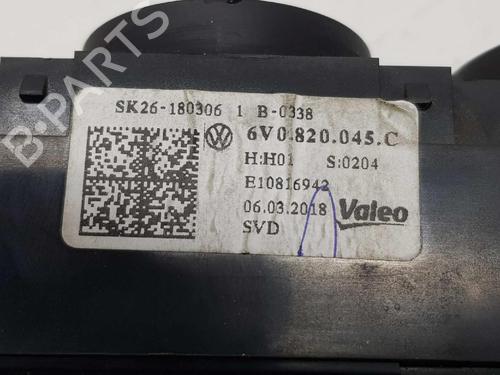 SK26-180306 1 B-0338
6V0.820.045.C
H:H01 S:0204
E10816942
06.03.2018
Valeo
SVD
B-PARTS